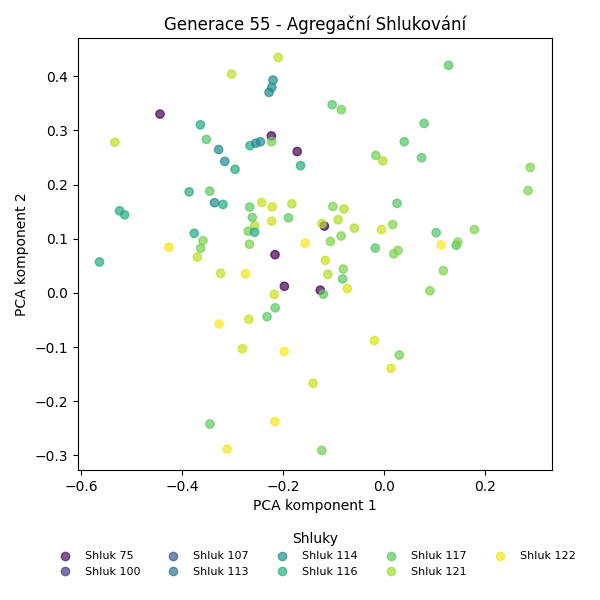 Generace 55 - Agregační Shlukování
PCA komponent 2
0.4
0.3
0.2
0.1
0.0
−0.1
−0.2
−0.3
−0.6
−0.4
−0.2
0.0
0.2
PCA komponent 1
Shluky
Shluk 75
Shluk 107
Shluk 114
Shluk 117
Shluk 122
Shluk 100
Shluk 113
Shluk 116
Shluk 121